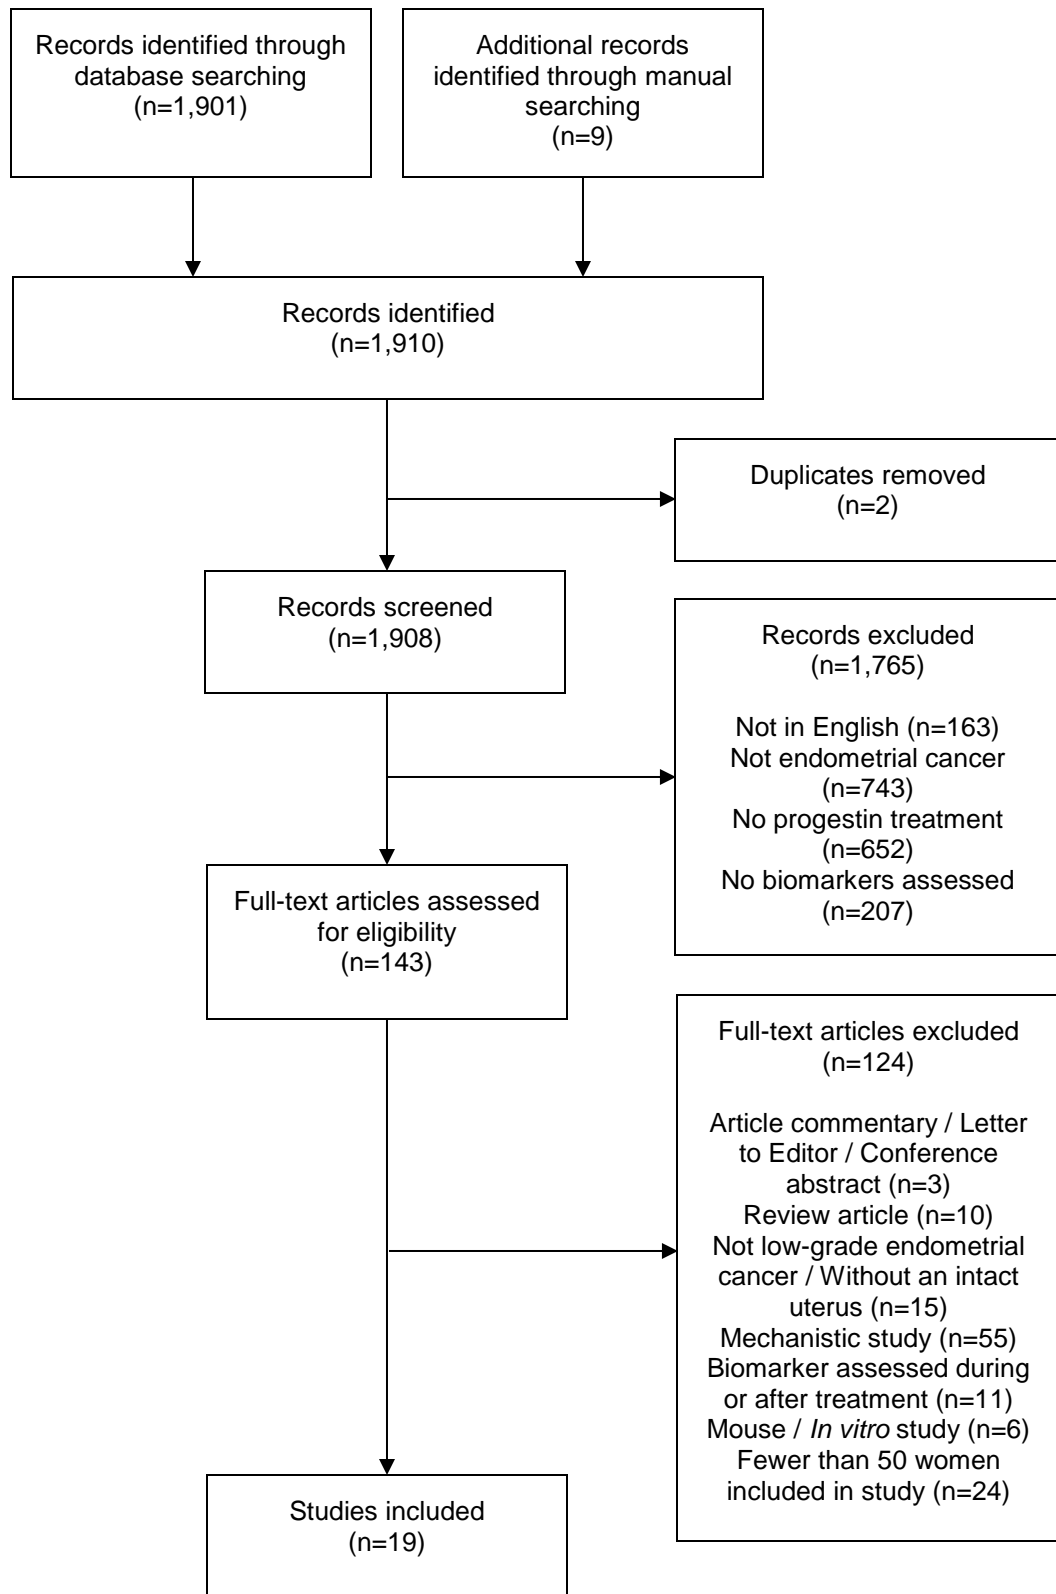 Records identified through
database searching
(n=1,901)
Additional records
identified through manual
searching
(n=9)
Records identified
(n=1,910)
Duplicates removed
(n=2)
Records screened
(n=1,908)
Records excluded
(n=1,765)
Not in English (n=163)
Not endometrial cancer
(n=743)
No progestin treatment
(n=652)
No biomarkers assessed
(n=207)
Full-text articles assessed
for eligibility
(n=143)
Full-text articles excluded
(n=124)
Article commentary / Letter
to Editor / Conference
abstract (n=3)
Review article (n=10)
Not low-grade endometrial
cancer / Without an intact
uterus (n=15)
Mechanistic study (n=55)
Biomarker assessed during
or after treatment (n=11)
Mouse / In vitro study (n=6)
Fewer than 50 women
included in study (n=24)
Studies included
(n=19)